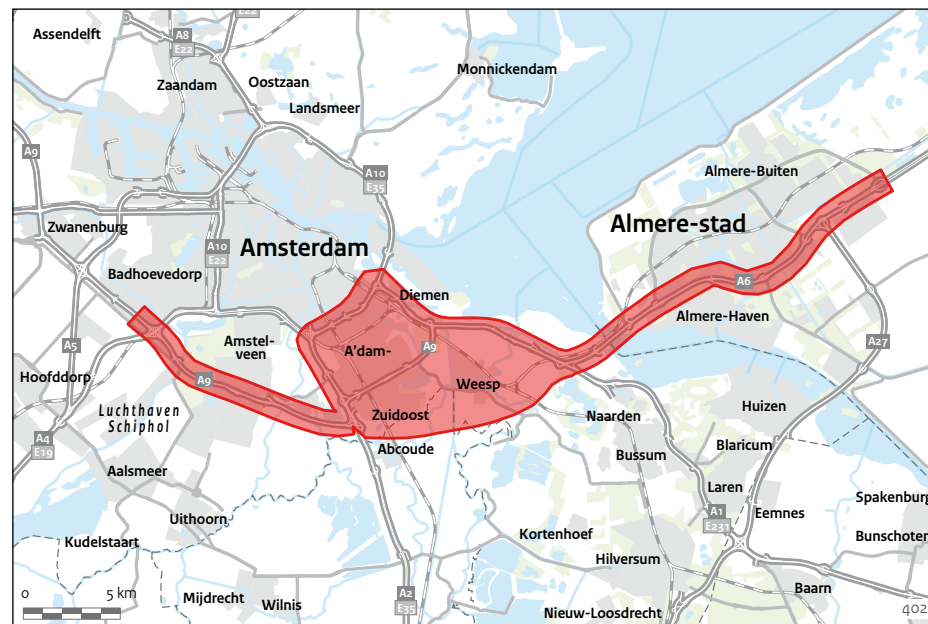 E22
Assendelft
A8
E22
Zaandam
Oostzaan
Landsmeer
Monnickendam
A9
A10
E35
Almere-Buiten
Zwanenburg
A10
E22
Amsterdam
Almere-stad
Badhoevedorp
Diemen
A6
Almere-Haven
A5
Amstel-
veen
A'dam-
A9
A27
Hoofddorp
A9
Weesp
Luchthaven
Schiphol
Zuidoost
Naarden
Huizen
A4
E19
Abcoude
Bussum
Blaricum
Aalsmeer
Laren
Spakenburg
A1
E231
Eemnes
Uithoorn
Kortenhoef
Bunschoten
Kudelstaart
Hilversum
0 5 km
Mijdrecht
Wilnis
A2
E35
Baarn
Nieuw-Loosdrecht
402